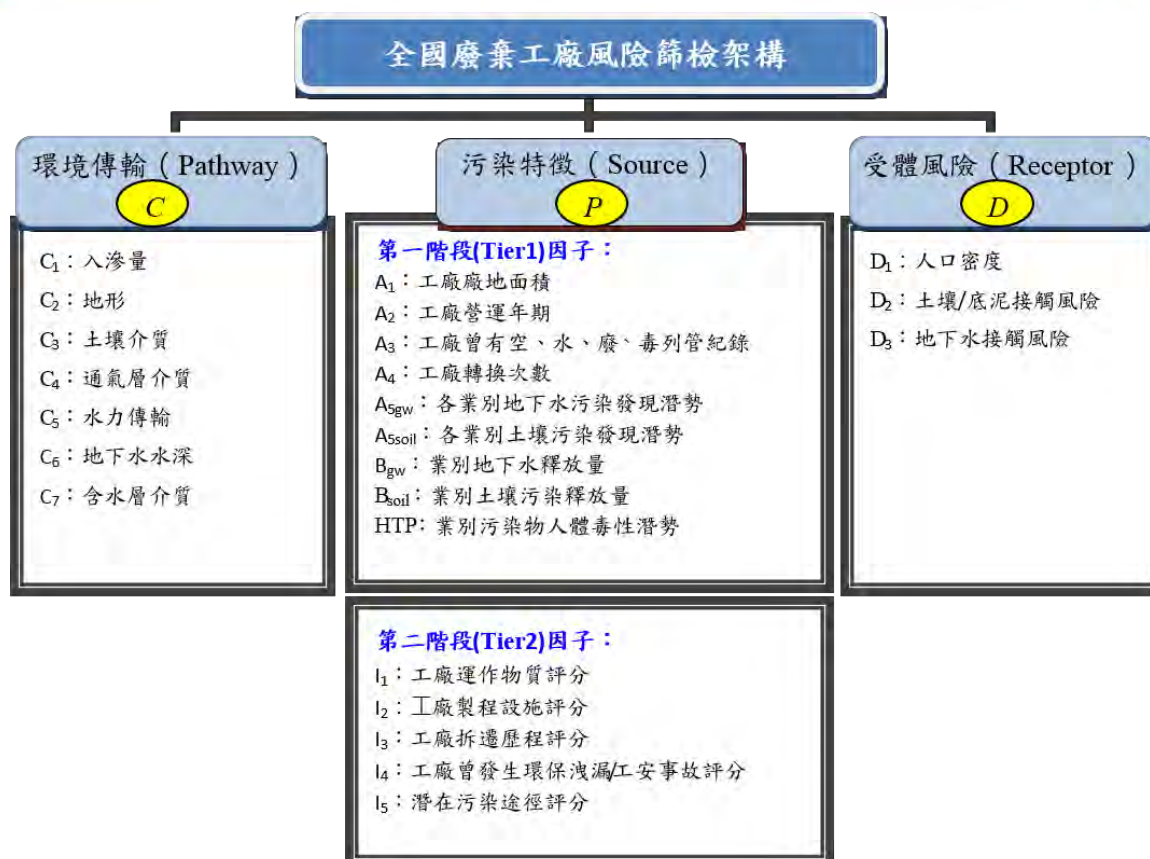 全國廢棄工廠風險篩檢架構
環境傳輸（Pathway）
C
C₁：入滲量
C₂：地形
C₃：土壤介質
C₄：通氣層介質
C₅：水力傳輸
C₆：地下水水深
C₇：含水層介質
污染特徵（Source）
P
第一階段(Tier1)因子：
A₁：工廠廠地面積
A₂：工廠營運年期
A₃：工廠曾有空、水、廢、毒列管紀錄
A₄：工廠轉換次數
A₅gw：各業別地下水污染發現潛勢
A₅soil：各業別土壤污染發現潛勢
Bgw：業別地下水釋放量
Bsoil：業別土壤污染釋放量
HTP：業別污染物人體毒性潛勢
第二階段(Tier2)因子：
I₁：工廠運作物質評分
I₂：工廠製程設施評分
I₃：工廠拆遷歷程評分
I₄：工廠曾發生環保洩漏/工安事故評分
I₅：潛在污染途徑評分
受體風險（Receptor）
D
D₁：人口密度
D₂：土壤/底泥接觸風險
D₃：地下水接觸風險